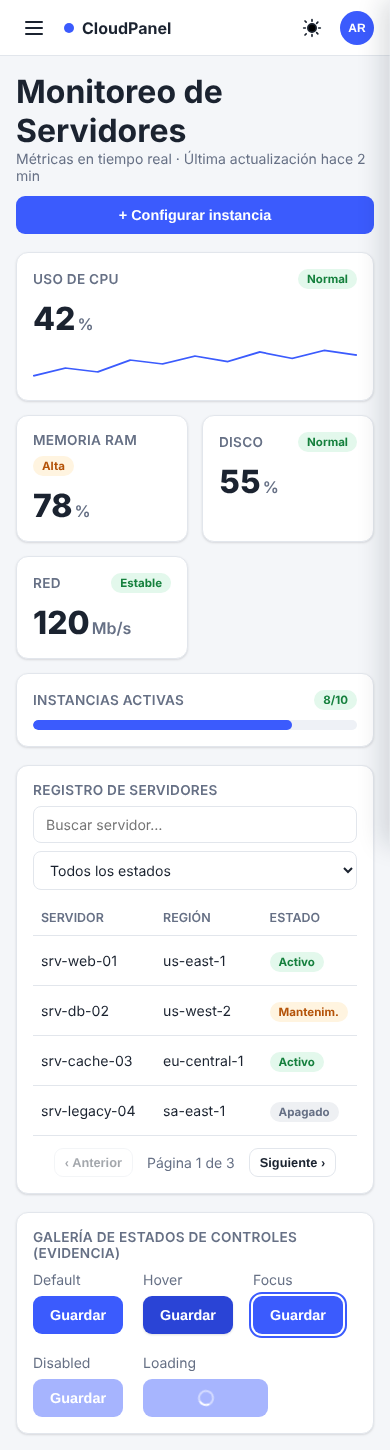 CloudPanel
AR
Monitoreo de
Servidores
Métricas en tiempo real · Última actualización hace 2
min
+ Configurar instancia
USO DE CPU
Normal
42 %
MEMORIA RAM
Alta
78 %
DISCO
Normal
55 %
RED
Estable
120 Mb/s
INSTANCIAS ACTIVAS
8/10
REGISTRO DE SERVIDORES
Buscar servidor...
Todos los estados
SERVIDOR REGIÓN ESTADO
srv-web-01 us-east-1 Activo
srv-db-02 us-west-2 Mantenim.
srv-cache-03 eu-central-1 Activo
srv-legacy-04 sa-east-1 Apagado
‹ Anterior Página 1 de 3 Siguiente ›
GALERÍA DE ESTADOS DE CONTROLES
(EVIDENCIA)
Default Hover Focus
Guardar Guardar Guardar
Disabled Loading
Guardar